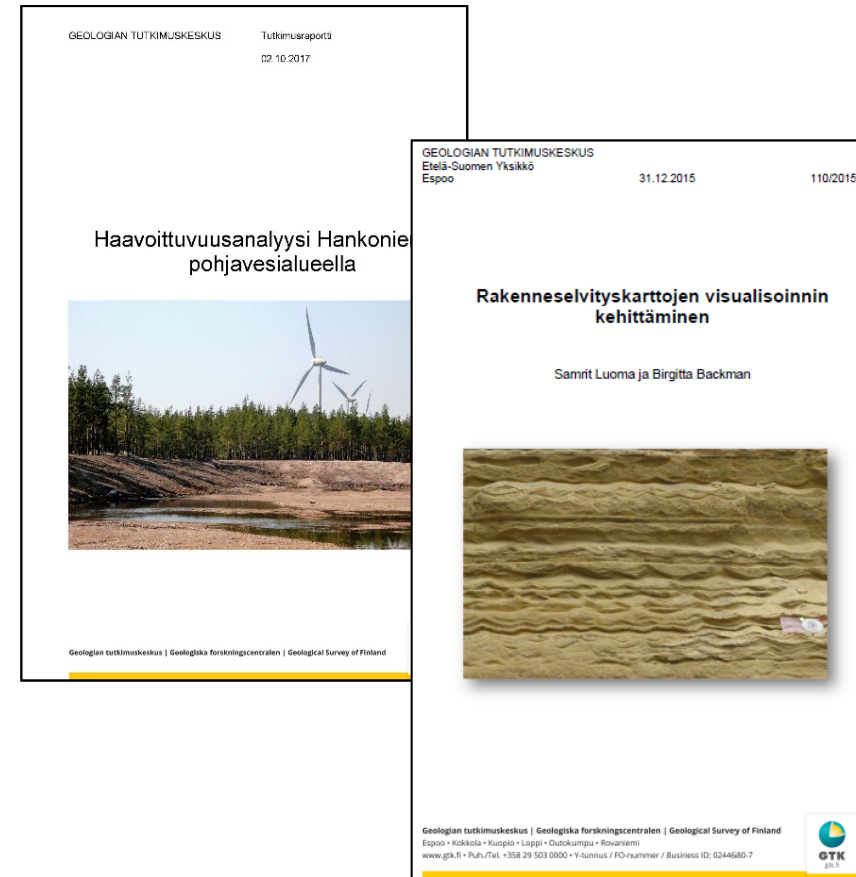 GEOLOGIAN TUTKIMUSKESKUS Tutkimusraportti
02.10.2017
Haavoittuvuusanalyysi Hankonie
pohjavesialueella
Geologian tutkimuskeskus | Geologiska forskningscentralen | Geological Survey of Finland
GEOLOGIAN TUTKIMUSKESKUS
Etelä-Suomen Yksikkö
Espoo 31.12.2015 110/2015
Rakenneselvityskarttojen visualisoinnin
kehittäminen
Samrit Luoma ja Birgitta Backman
Geologian tutkimuskeskus | Geologiska forskningscentralen | Geological Survey of Finland
Espoo • Kokkola • Kuopio • Loppi • Outokumpu • Rovaniemi
www.gtk.fi • Puh./Tel. +358 29 503 0000 • Y-tunnus / FO-nummer / Business ID: 0244680-7
GTK
gtk.fi